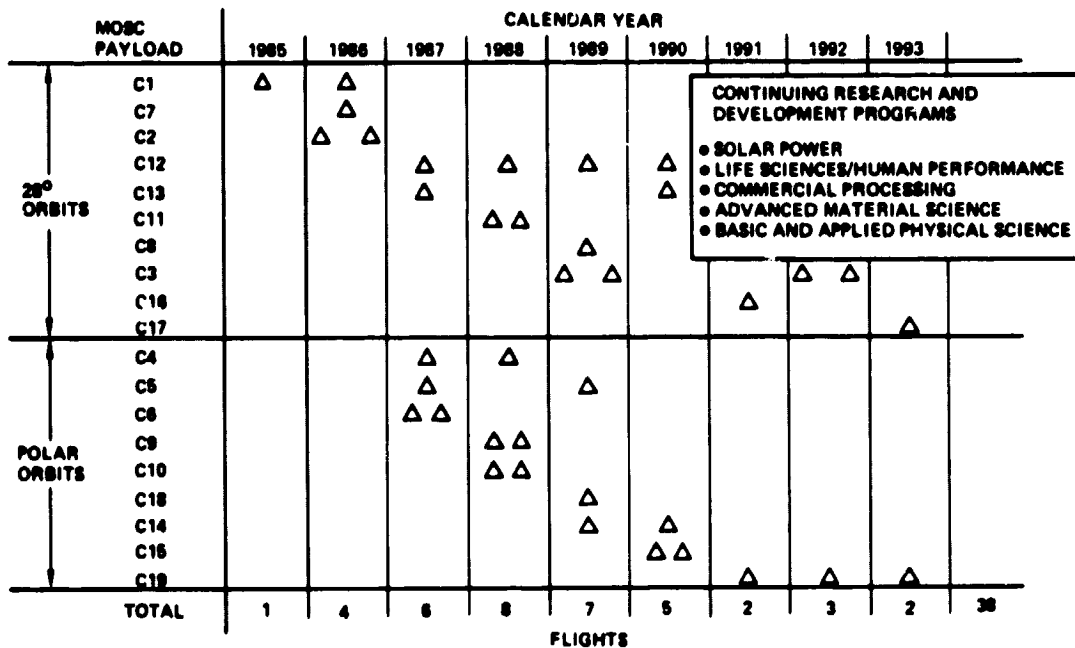 CALENDAR YEAR
MOSC
PAYLOAD 1985 1986 1987 1988 1989 1990 1991 1992 1993
28° ORBITS
C1
C7
C2
C12
C13
C11
C8
C3
C16
C17
CONTINUING RESEARCH AND
DEVELOPMENT PROGRAMS
• SOLAR POWER
• LIFE SCIENCES/HUMAN PERFORMANCE
• COMMERCIAL PROCESSING
• ADVANCED MATERIAL SCIENCE
• BASIC AND APPLIED PHYSICAL SCIENCE
POLAR
ORBITS
C4
C5
C6
C9
C10
C18
C14
C15
C19
TOTAL 1 4 6 8 7 5 2 3 2 38
FLIGHTS